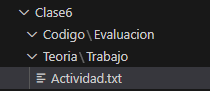 Clase6
Codigo\Evaluacion
Teoria\Trabajo
Actividad.txt